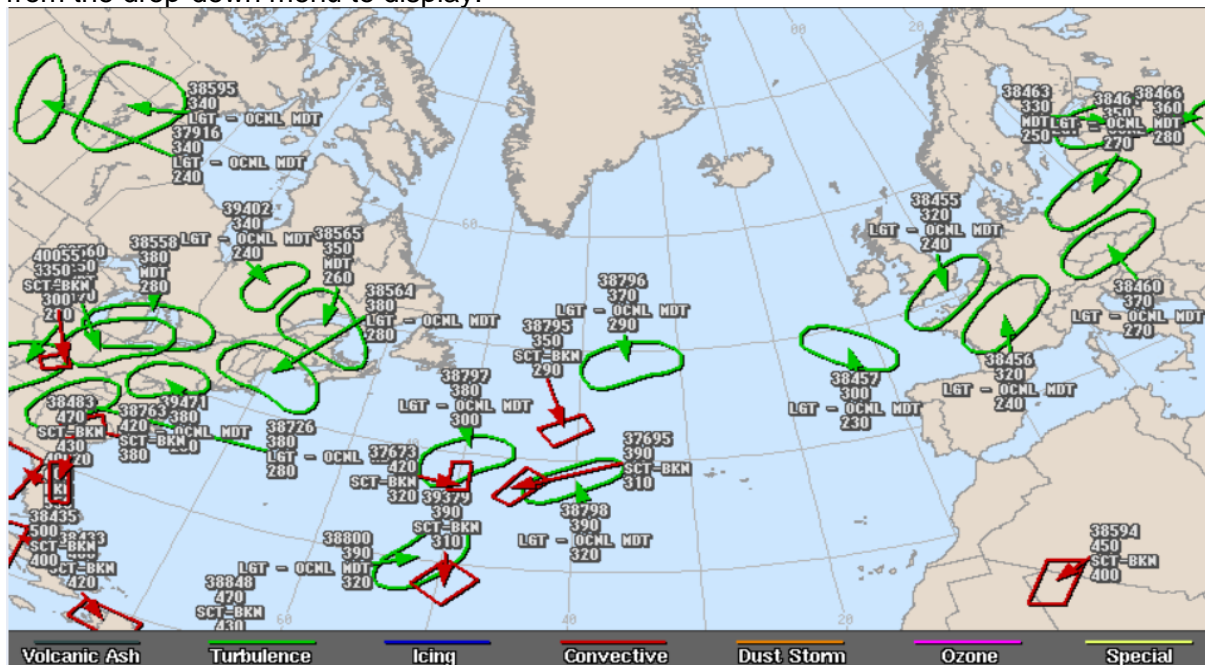 from the drop-down menu to display.
00
20
38595
340
LGT - OCNL MDT
37916
340
LGT - OCNL MDT
240
38463
330
MDT
250
350
LGT - OCNL MDT
270
38466
360
280
39402
340
LGT - OCNL MDT
240
38565
350
MDT
260
60
38455
320
LGT - OCNL MDT
240
40055
SCT-BKN
300
38558
380
MDT
280
38564
380
LGT - OCNL MDT
280
38796
370
LGT - OCNL MDT
290
38795
350
SCT-BKN
290
38460
370
LGT - OCNL MDT
270
38797
380
LGT - OCNL MDT
300
38457
300
LGT - OCNL MDT
230
38456
320
LGT - OCNL MDT
240
38483
470
SCT-BKN
430
38763
420
SCT-BKN
380
39471
380
38726
380
LGT - OCNL MDT
280
40
37673
420
SCT-BKN
320
37695
390
SCT-BKN
310
39379
390
SCT-BKN
310
38798
390
LGT - OCNL MDT
320
38435
500
SCT-BKN
400
SCT-BKN
420
38800
390
LGT - OCNL MDT
320
38594
450
SCT-BKN
400
38848
470
SCT-BKN
430
60
40
20
Volcanic Ash
Turbulence
Icing
Convective
Dust Storm
Ozone
Special